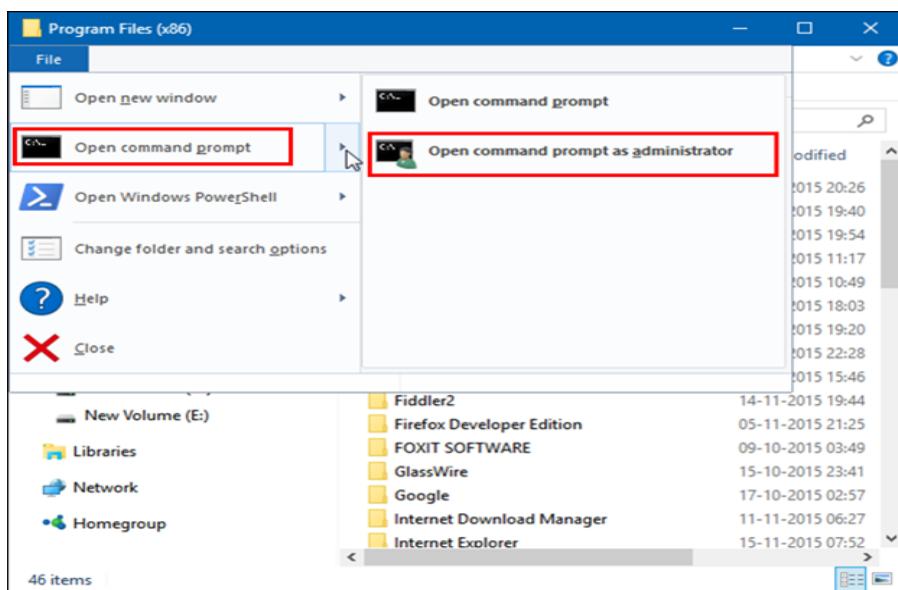 Program Files (x86)
File
Open new window
Open command prompt
Open Windows PowerShell
Change folder and search options
Help
Close
Open command prompt
Open command prompt as administrator
odified
2015 20:26
2015 19:40
2015 19:54
2015 11:17
2015 10:49
2015 18:03
2015 19:20
2015 22:28
2015 15:46
New Volume (E:)
Libraries
Network
Homegroup
Fiddler2 14-11-2015 19:44
Firefox Developer Edition 05-11-2015 21:25
FOXIT SOFTWARE 09-10-2015 03:49
GlassWire 15-10-2015 23:41
Google 17-10-2015 02:57
Internet Download Manager 11-11-2015 06:27
Internet Explorer 15-11-2015 07:52
46 items